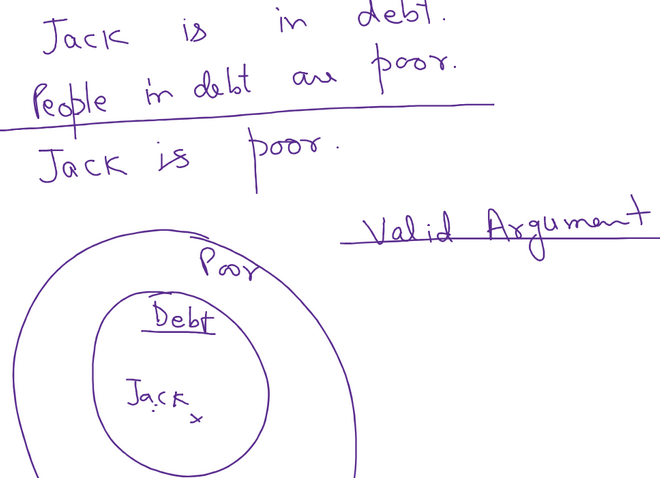 Jack is in debt.
People in debt are poor.
Jack is poor.
Valid Argument
Poor
Debt
Jack
x